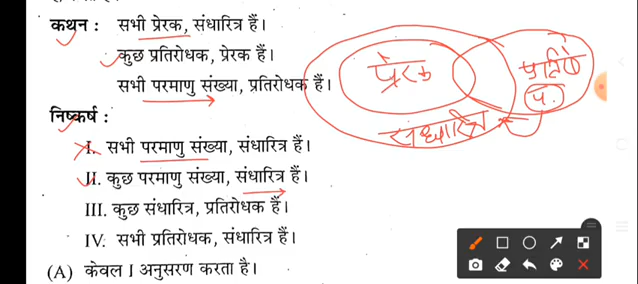 कथन : सभी प्रेरक, संधारित्र हैं।
कुछ प्रतिरोधक, प्रेरक हैं।
सभी परमाणु संख्या, प्रतिरोधक हैं।
निष्कर्ष :
I. सभी परमाणु संख्या, संधारित्र हैं।
II. कुछ परमाणु संख्या, संधारित्र हैं।
III. कुछ संधारित्र, प्रतिरोधक हैं।
IV. सभी प्रतिरोधक, संधारित्र हैं।
(A) केवल I अनुसरण करता है।
प्रेरक
प.
संधारित्र